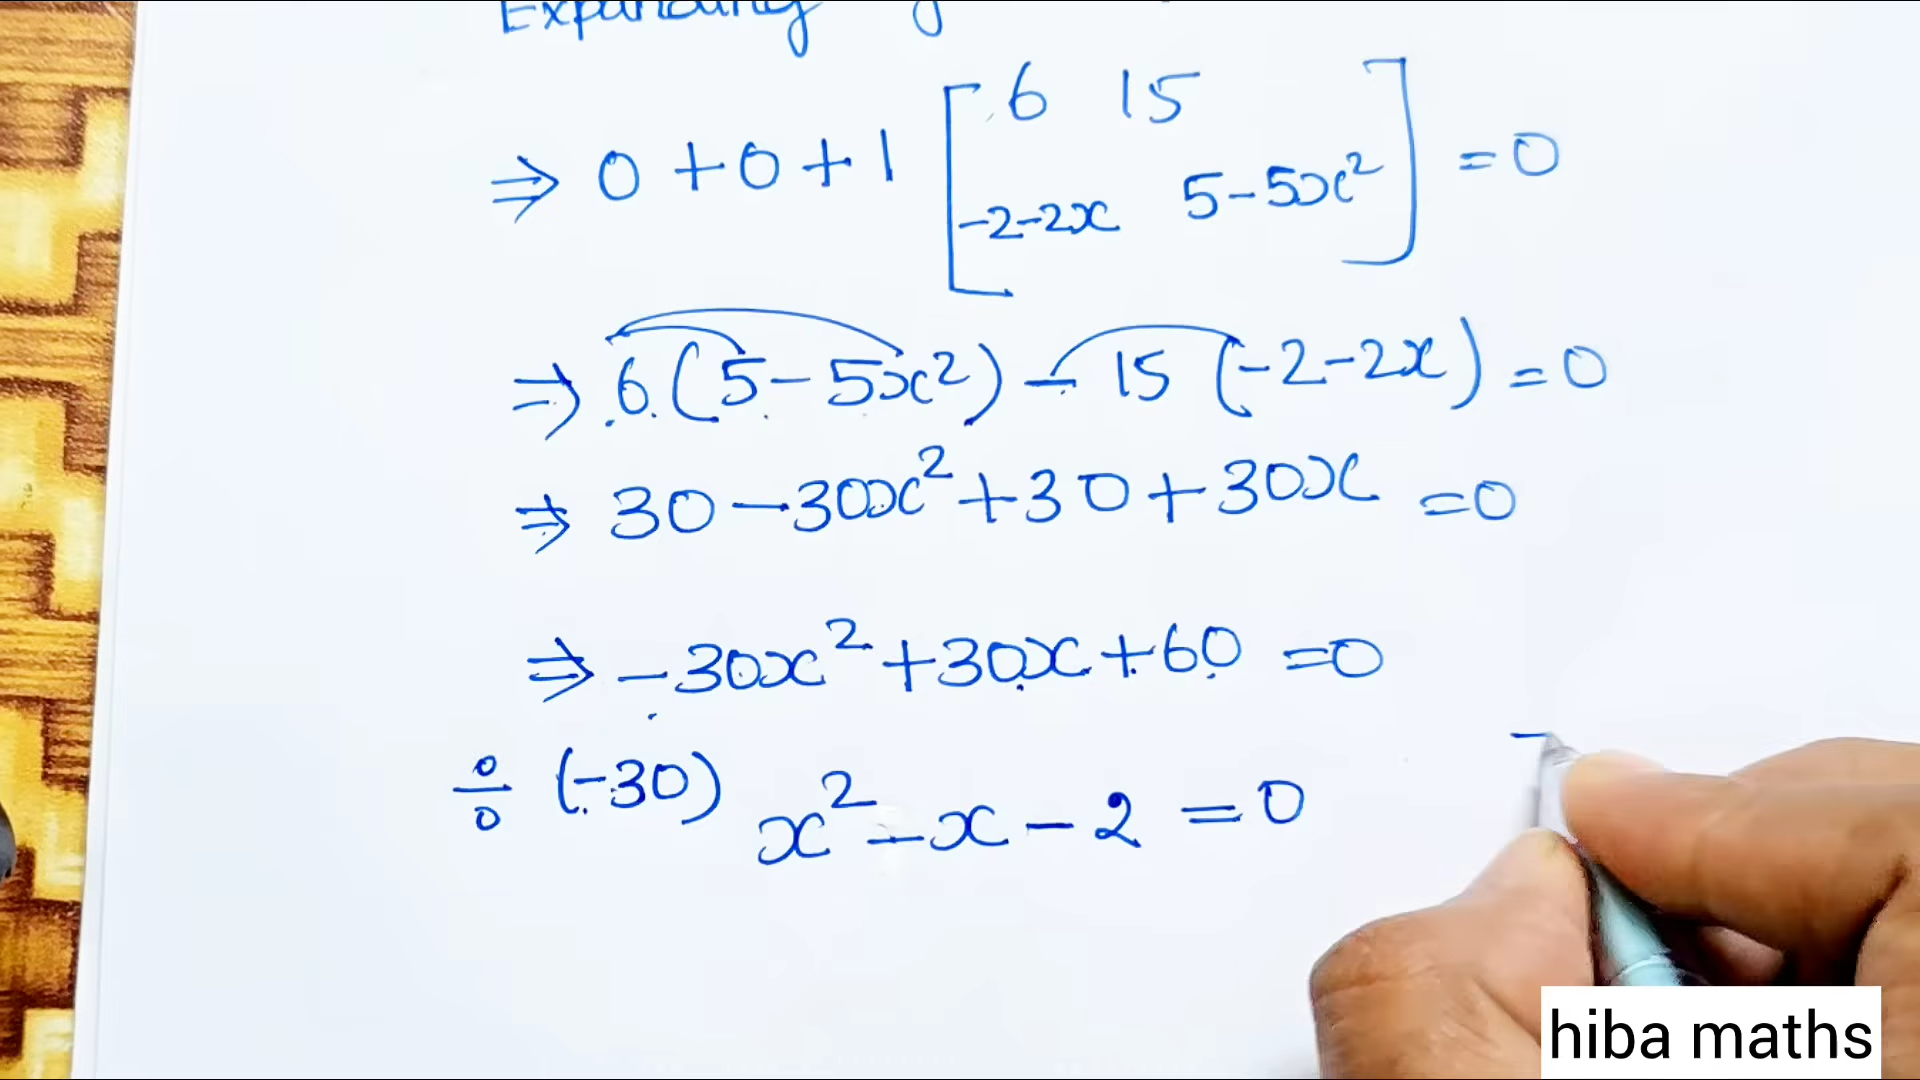 Expanding
⇒ 0 + 0 + 1 [ 6 15
-2-2x 5-5x² ] = 0
⇒ 6 (5 - 5x²) - 15 (-2-2x) = 0
⇒ 30 - 30x² + 30 + 30x = 0
⇒ -30x² + 30x + 60 = 0
÷ (-30) x² - x - 2 = 0
hiba maths